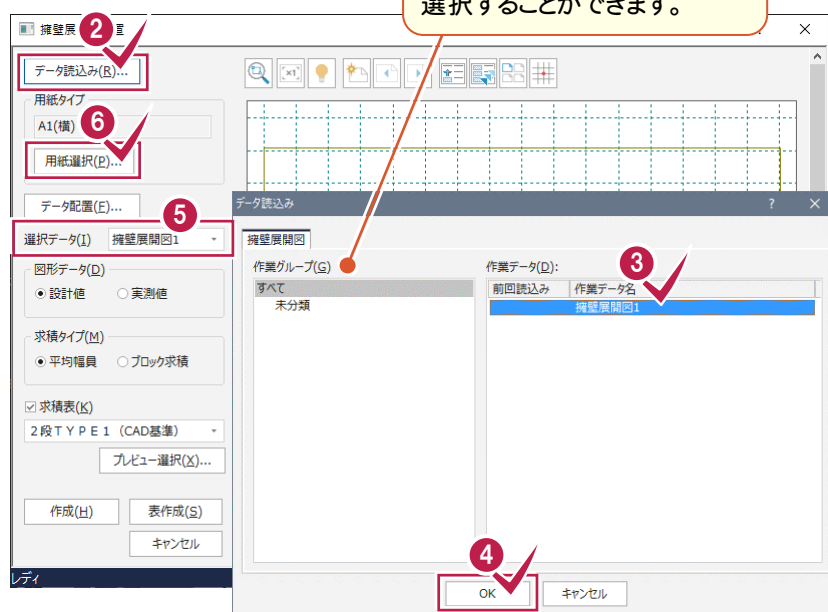 選択することができます。
擁壁展
2
データ読込み(R)...
用紙タイプ
A1(横)
6
用紙選択(P)...
データ配置(F)...
5
選択データ(I) 擁壁展開図1
図形データ(D)
設計値 実測値
求積タイプ(M)
平均幅員 ブロック求積
求積表(K)
2段TYPE1(CAD基準)
プレビュー選択(X)...
作成(H) 表作成(S)
キャンセル
レディ
×1
データ読込み ?
擁壁展開図
作業グループ(G)
すべて
未分類
作業データ(D):
3
前回読込み 作業データ名
擁壁展開図1
4
OK キャンセル